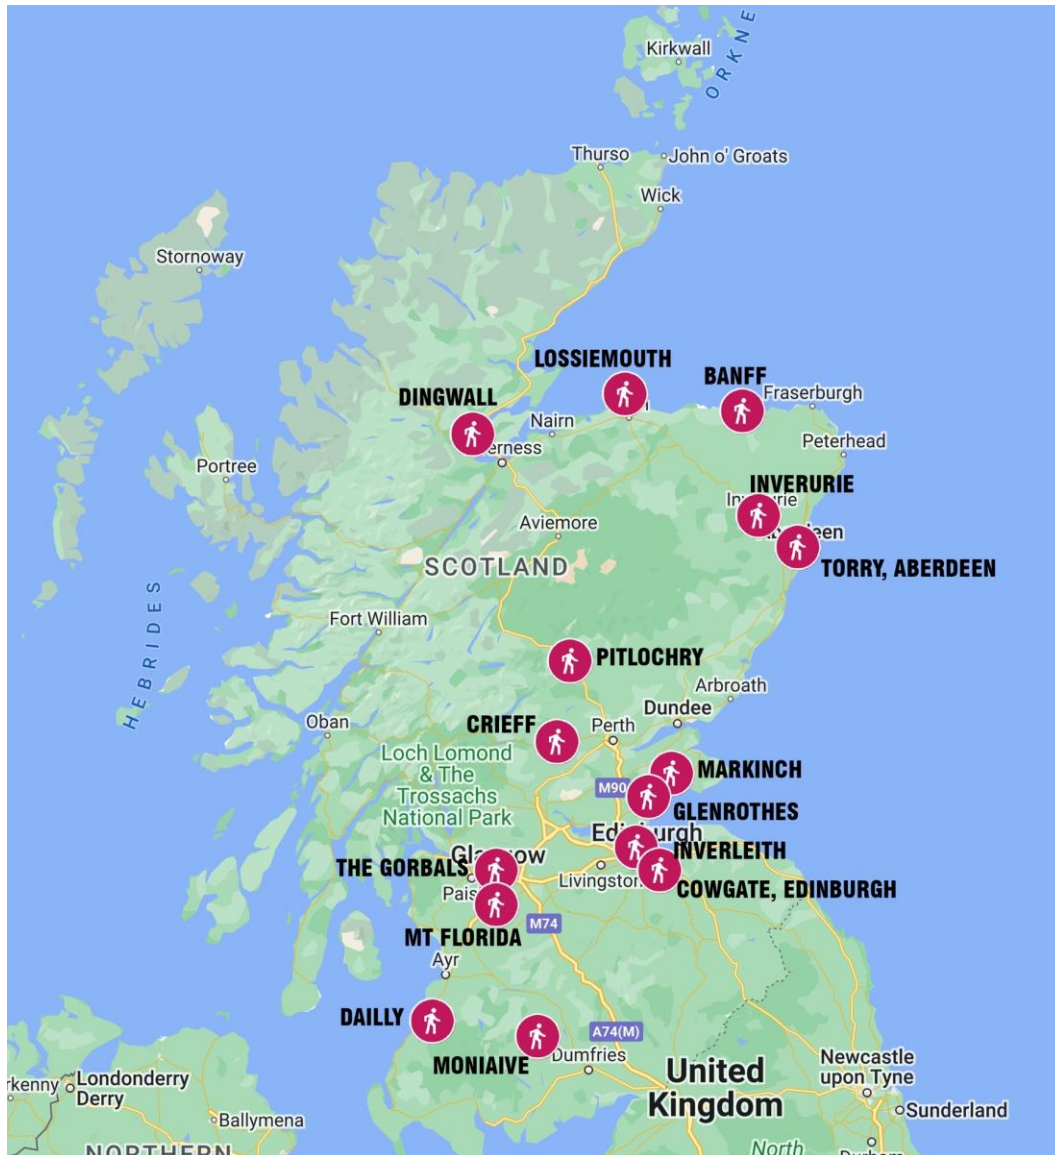 Kirkwall
ORKNE
Thurso
John o' Groats
Wick
Stornoway
LOSSIEMOUTH
BANFF
DINGWALL
Fraserburgh
Nairn
Peterhead
erness
Portree
INVERURIE
Aviemore
SCOTLAND
TORRY, ABERDEEN
HEBRIDES
Fort William
PITLOCHRY
Arbroath
Dundee
Oban
CRIEFF
Perth
Loch Lomond
& The
Trossachs
National Park
MARKINCH
M90
GLENROTHES
INVERLEITH
THE GORBALS
Livingston
COWGATE, EDINBURGH
M74
MT FLORIDA
Ayr
DAILLY
A74(M)
MONIAIVE
Dumfries
United
Kingdom
Newcastle
upon Tyne
rkenny
Londonderry
Derry
Sunderland
Ballymena
North